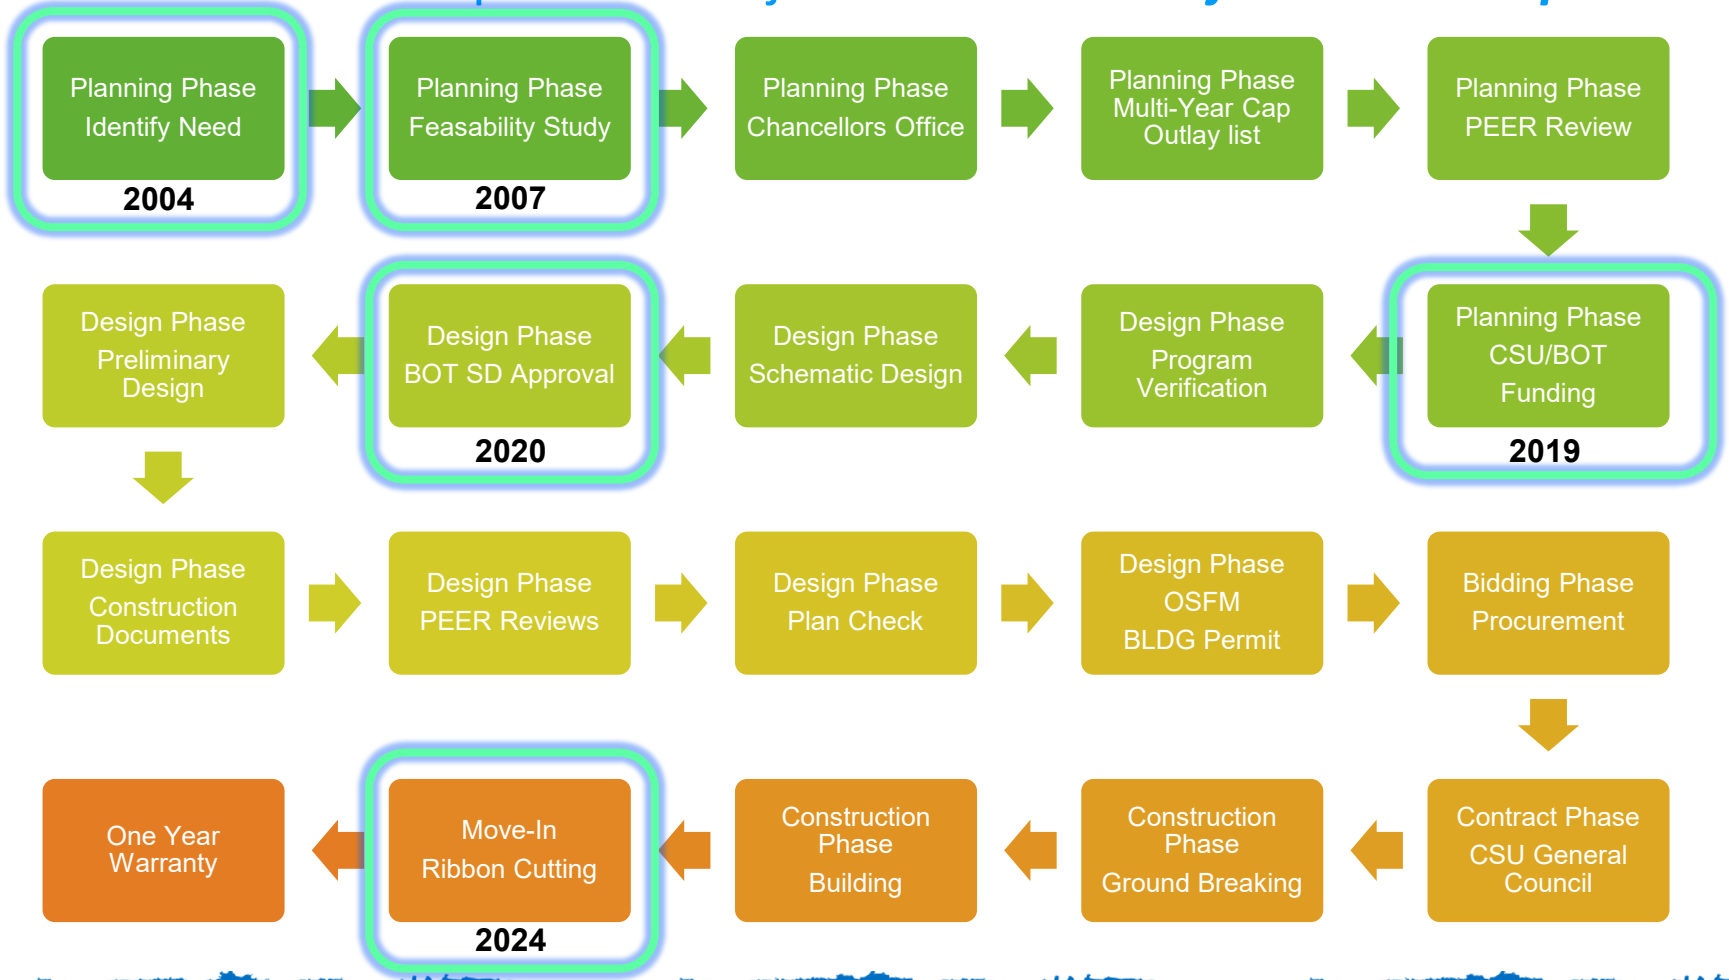 Planning Phase
Identify Need
2004
Planning Phase
Feasability Study
2007
Planning Phase
Chancellors Office
Planning Phase
Multi-Year Cap
Outlay list
Planning Phase
PEER Review
Planning Phase
CSU/BOT
Funding
2019
Design Phase
Program
Verification
Design Phase
Schematic Design
Design Phase
BOT SD Approval
2020
Design Phase
Preliminary
Design
Design Phase
Construction
Documents
Design Phase
PEER Reviews
Design Phase
Plan Check
Design Phase
OSFM
BLDG Permit
Bidding Phase
Procurement
Contract Phase
CSU General
Council
Construction
Phase
Ground Breaking
Construction
Phase
Building
Move-In
Ribbon Cutting
2024
One Year
Warranty